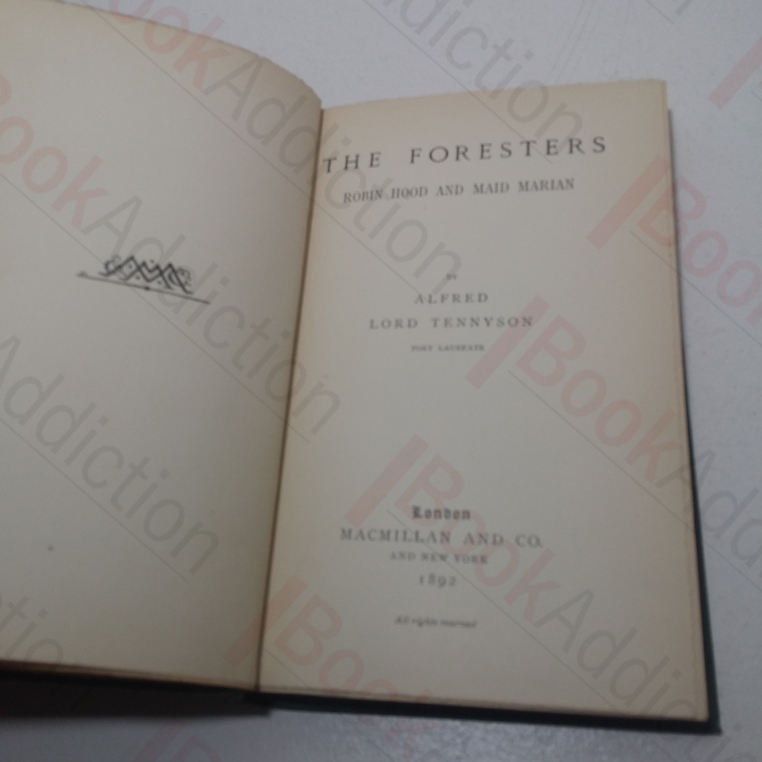 THE FORESTERS
ROBIN HOOD AND MAID MARIAN
BY
ALFRED
LORD TENNYSON
POET LAUREATE
London
MACMILLAN AND CO.
AND NEW YORK
1892
All rights reserved
BookAddiction